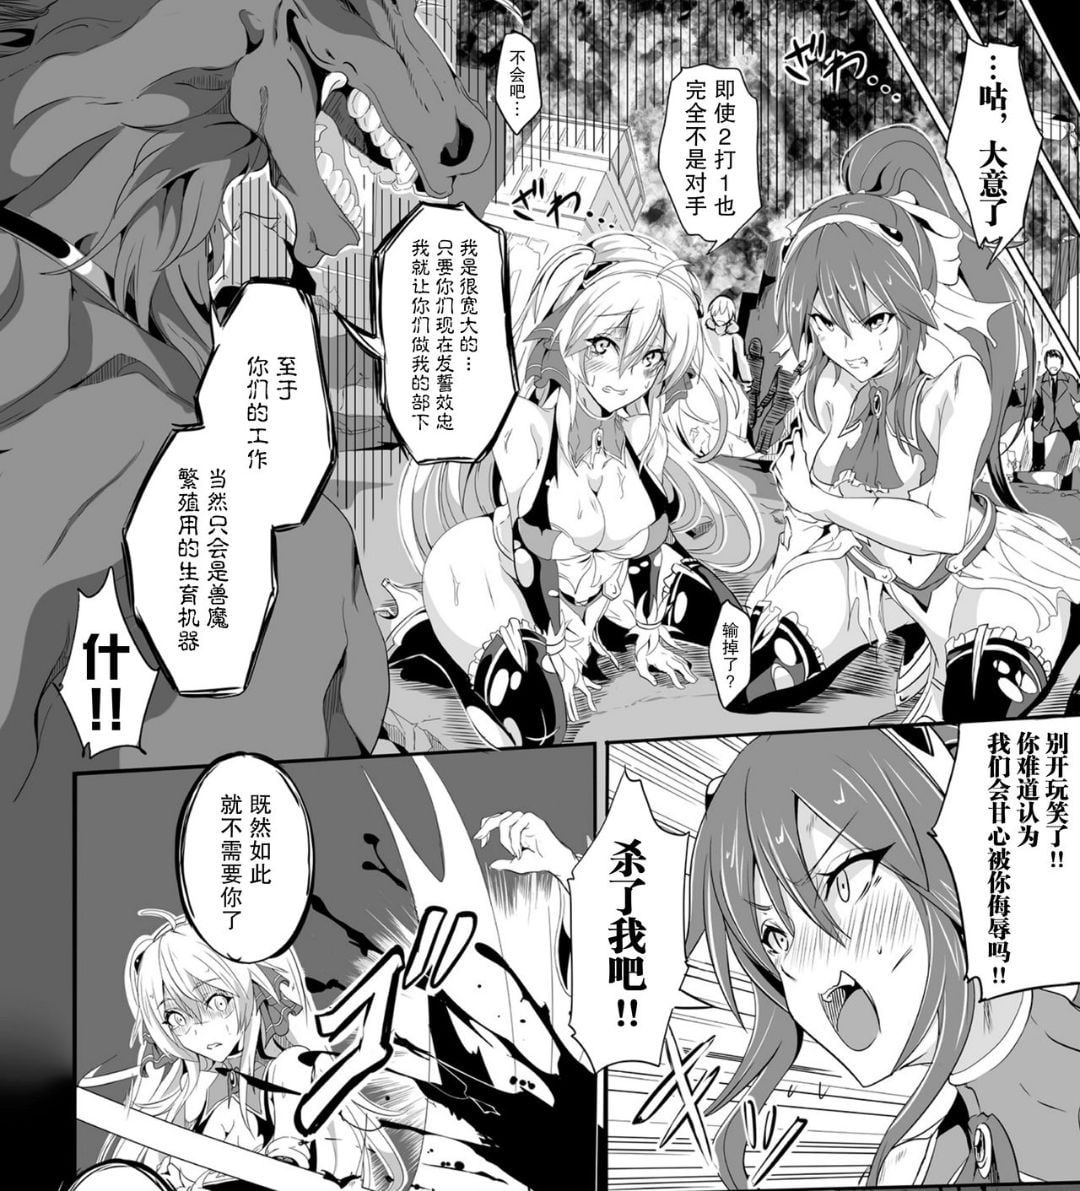 …咕，大意了
ざわ…
即使2打1也
完全不是对手
不会吧…
ざわ…
我是很宽大的…
只要你们现在发誓效忠
我就让你们做我的部下
输掉了？
至于
你们的工作
当然只会是兽魔
繁殖用的生育机器
什!!
别开玩笑了!!
你难道认为
我们会甘心被你侮辱吗!!
杀了我吧!!
既然如此
就不需要你了